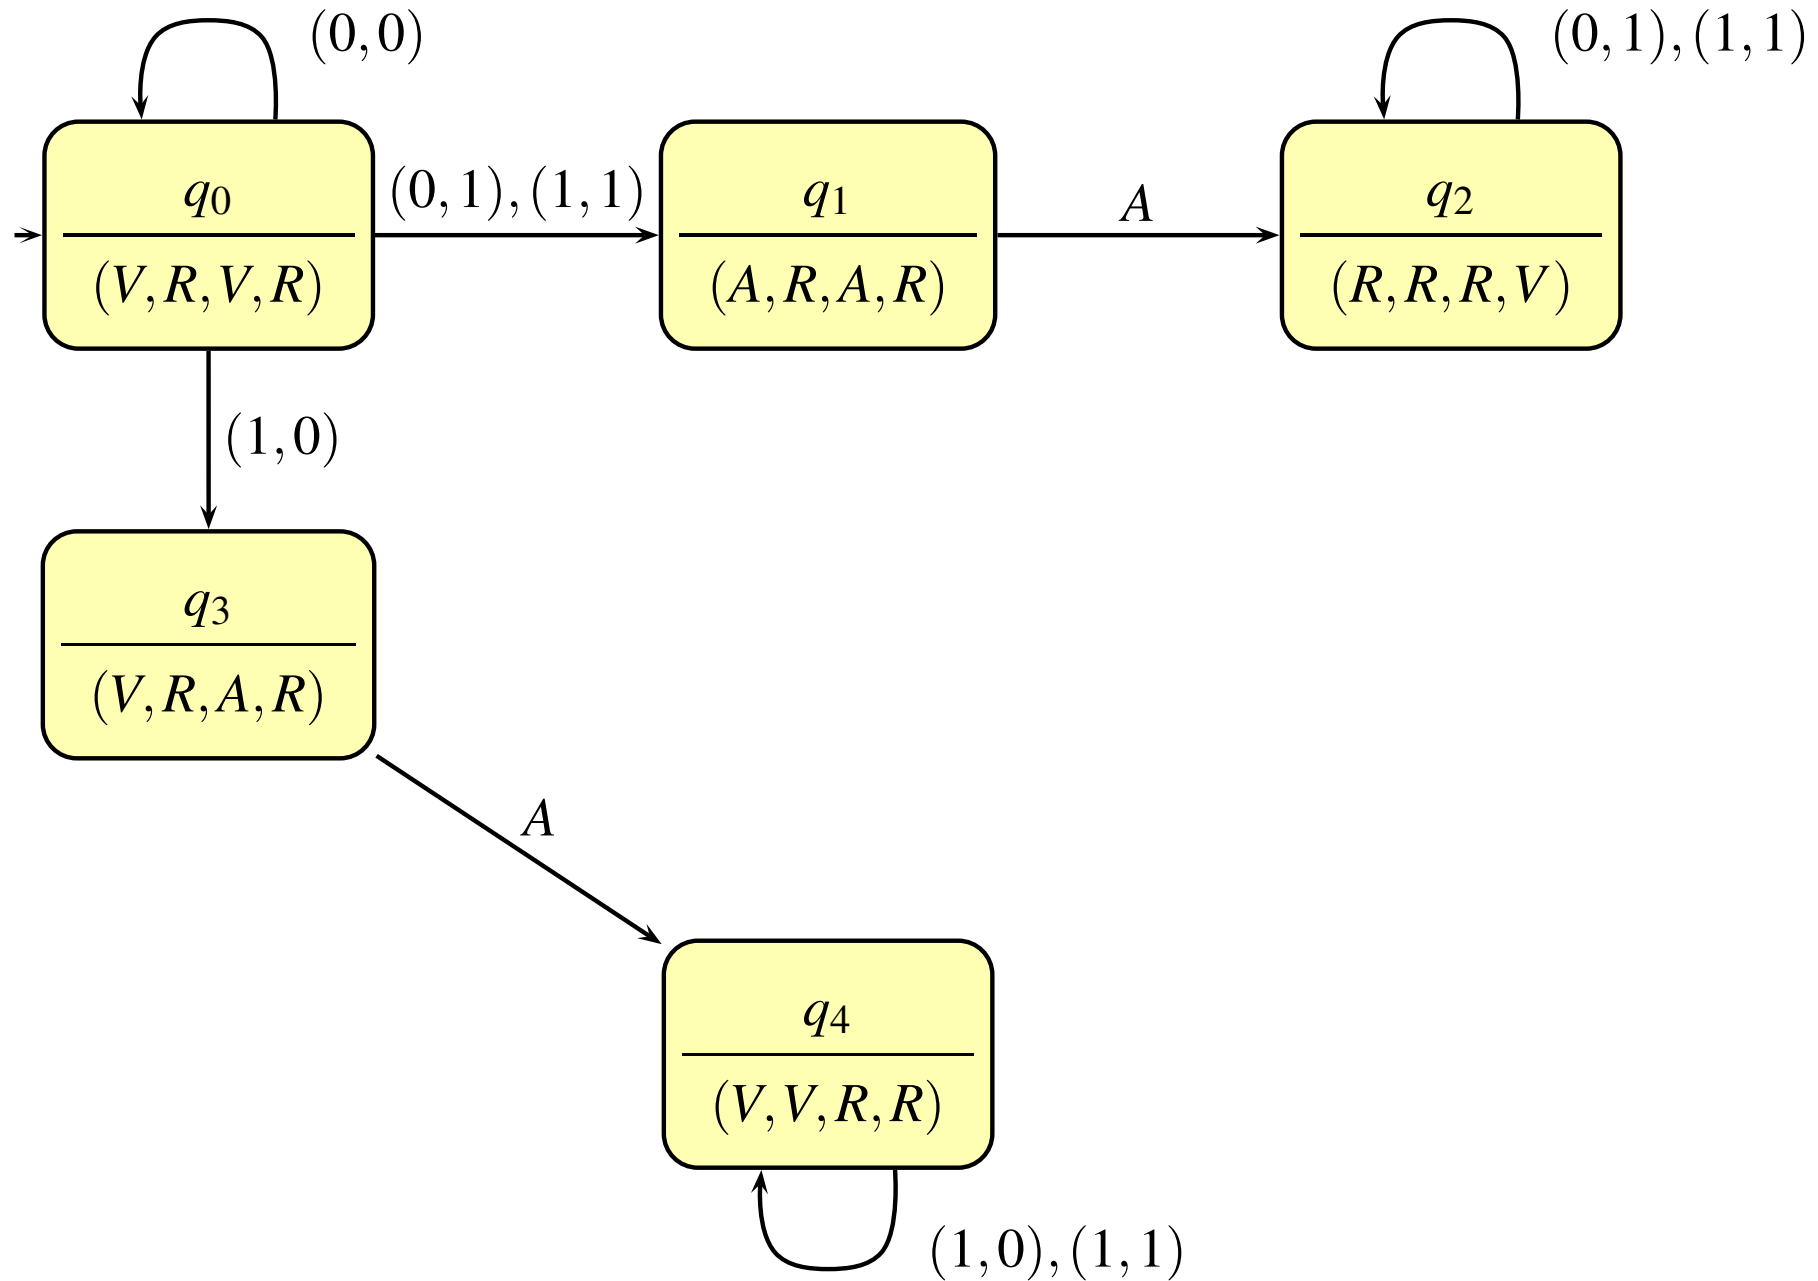 (0,0)
(0,1),(1,1)
q0
(V,R,V,R)
(0,1),(1,1)
q1
(A,R,A,R)
A
q2
(R,R,R,V)
(1,0)
q3
(V,R,A,R)
A
q4
(V,V,R,R)
(1,0),(1,1)